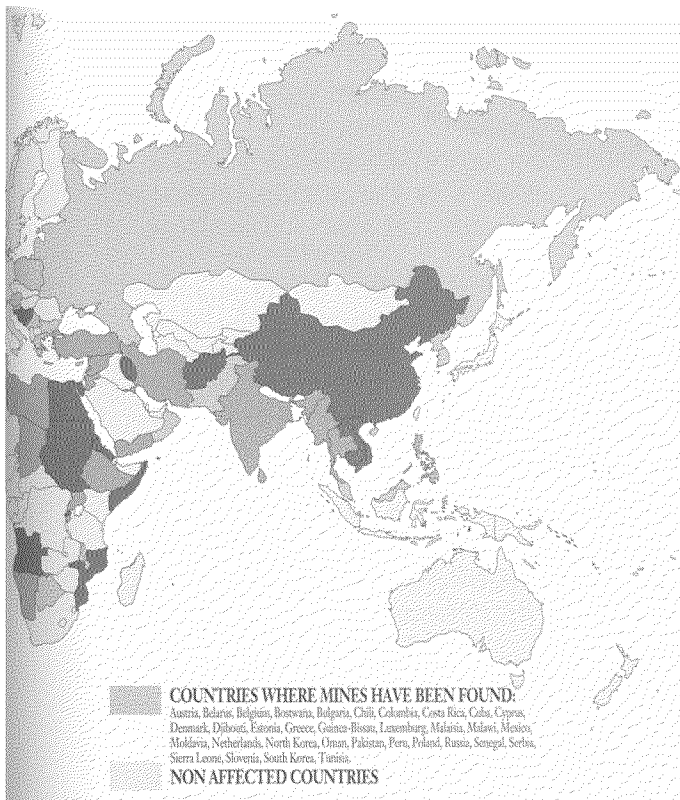 COUNTRIES WHERE MINES HAVE BEEN FOUND:
Austria, Belarus, Belgium, Bostwana, Bulgaria, Chili, Colombia, Costa Rica, Cuba, Cyprus,
Denmark, Djibouti, Estonia, Greece, Guinea-Bissau, Luxemburg, Malaisia, Malawi, Mexico,
Moldavia, Netherlands, North Korea, Oman, Pakistan, Peru, Poland, Russia, Senegal, Serbia,
Sierra Leone, Slovenia, South Korea, Tunisia.
NON AFFECTED COUNTRIES